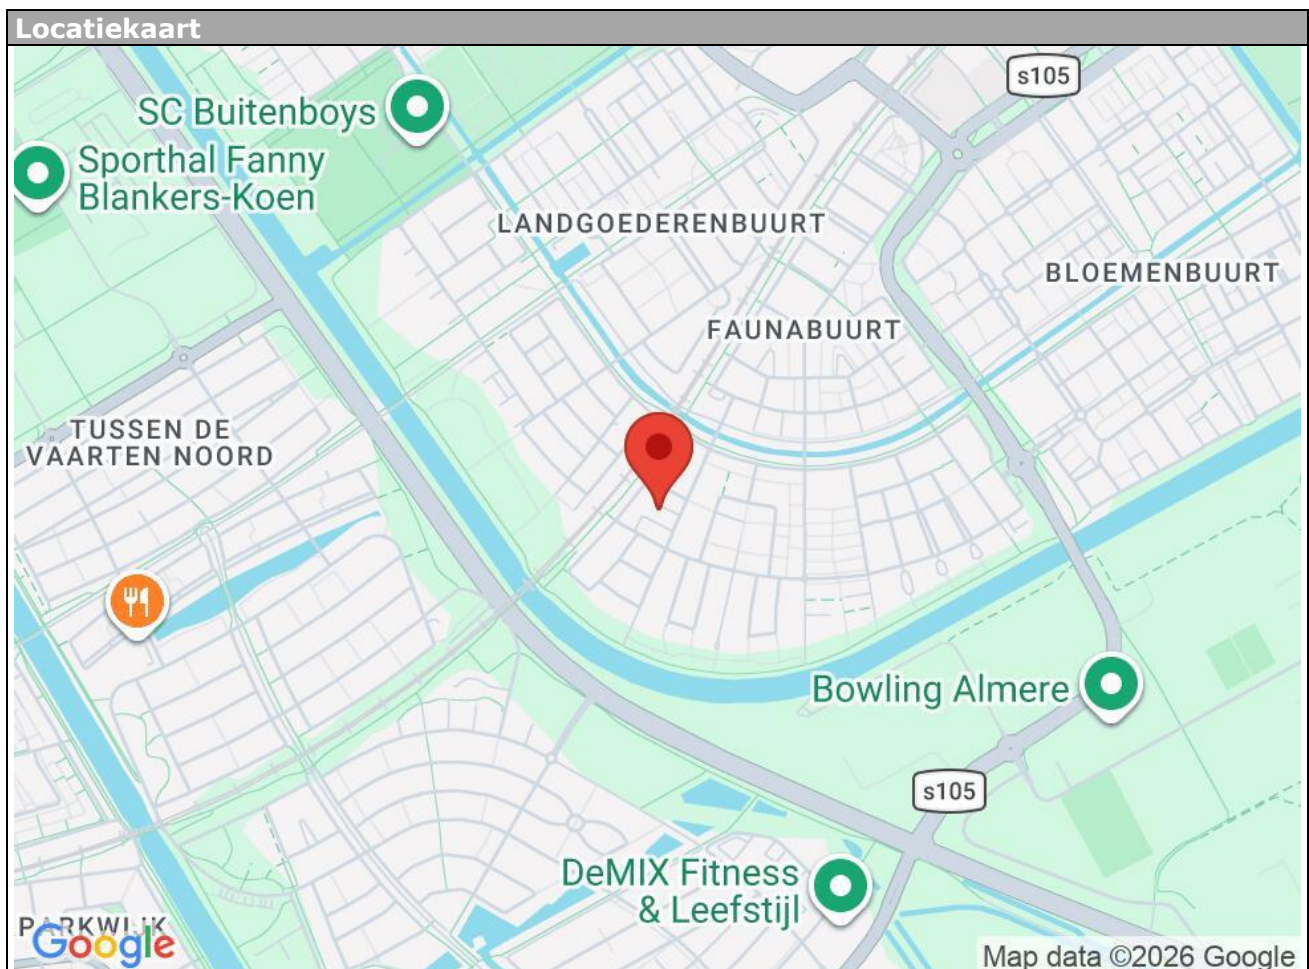 Locatiekaart
s105
SC Buitenboys
Sporthal Fanny
Blankers-Koen
LANDGOEDERENBUURT
BLOEMENBUURT
FAUNABUURT
TUSSEN DE
VAARTEN NOORD
Bowling Almere
s105
DeMIX Fitness
& Leefstijl
PARKWIJK
Google
Map data ©2026 Google